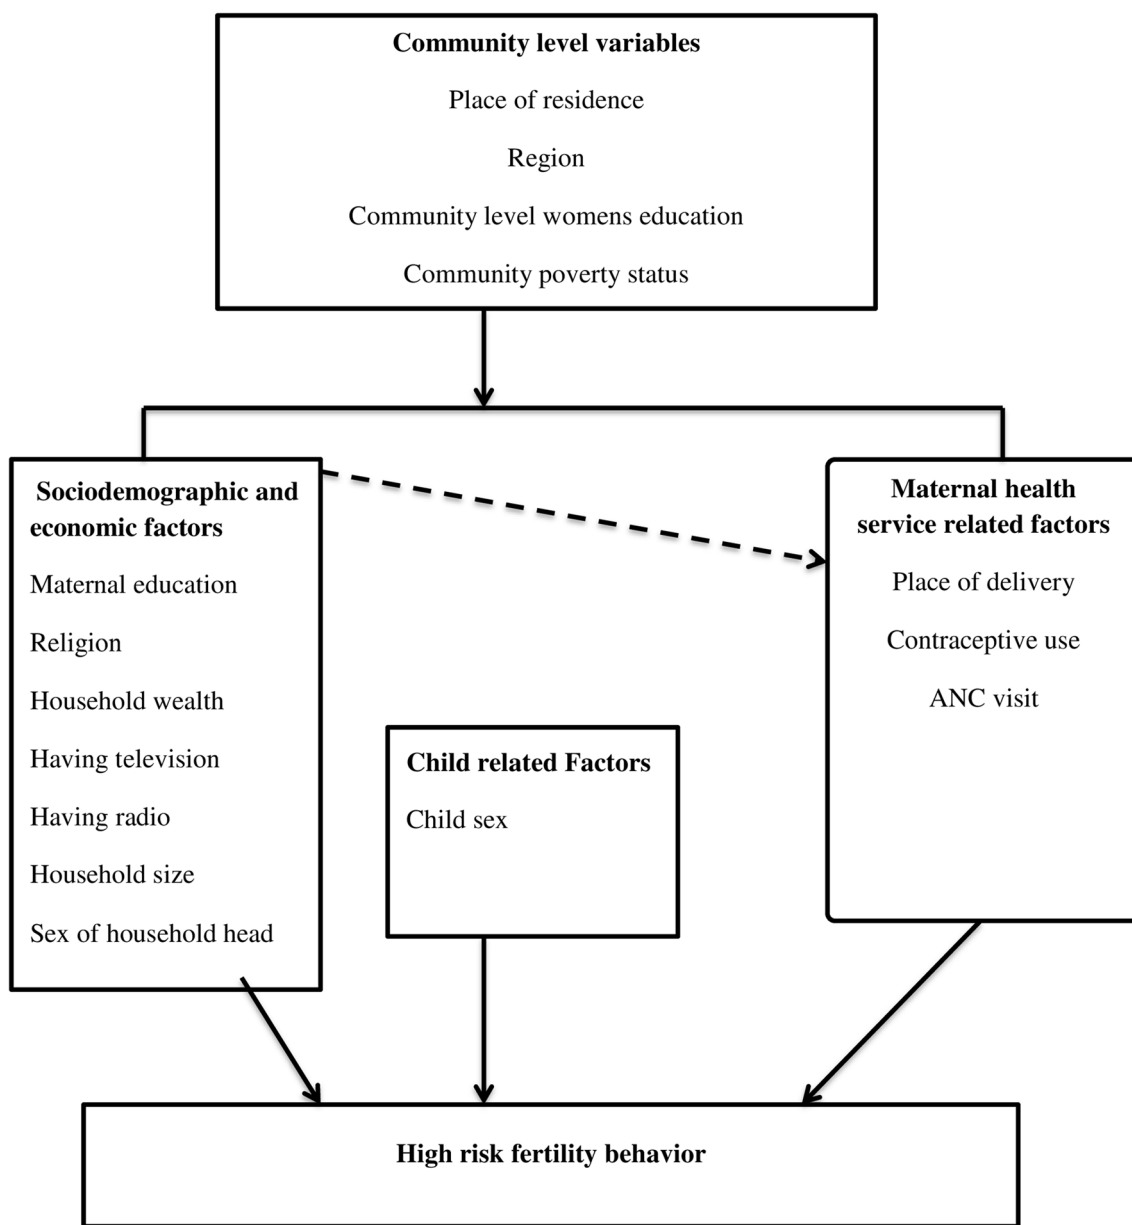 Community level variables
Place of residence
Region
Community level womens education
Community poverty status
Sociodemographic and
economic factors
Maternal education
Religion
Household wealth
Having television
Having radio
Household size
Sex of household head
Child related Factors
Child sex
Maternal health
service related factors
Place of delivery
Contraceptive use
ANC visit
High risk fertility behavior